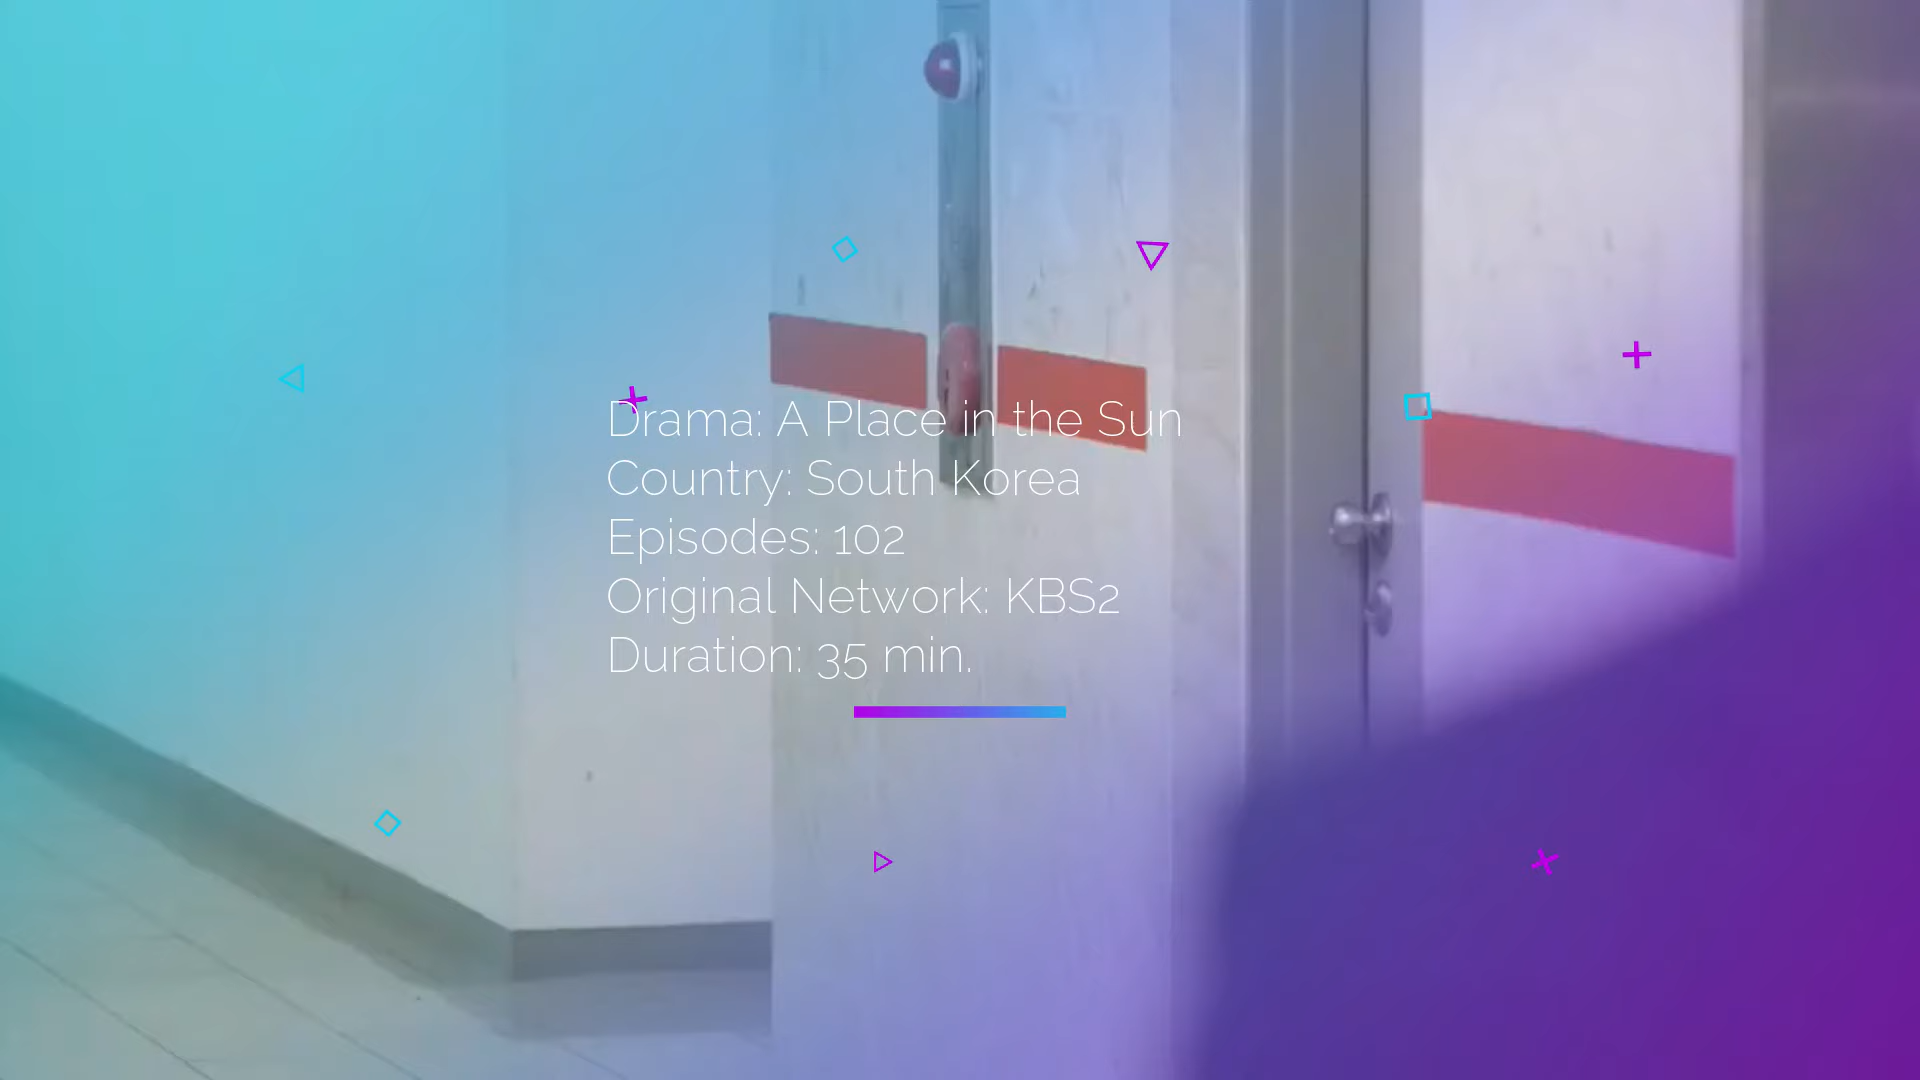 Drama: A Place in the Sun
Country: South Korea
Episodes: 102
Original Network: KBS2
Duration: 35 min.